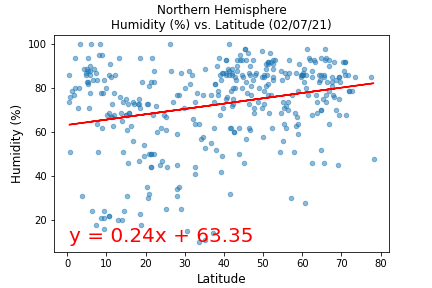 Northern Hemisphere
Humidity (%) vs. Latitude (02/07/21)
Humidity (%)
100
80
60
40
20
y = 0.24x + 63.35
0 10 20 30 40 50 60 70 80
Latitude